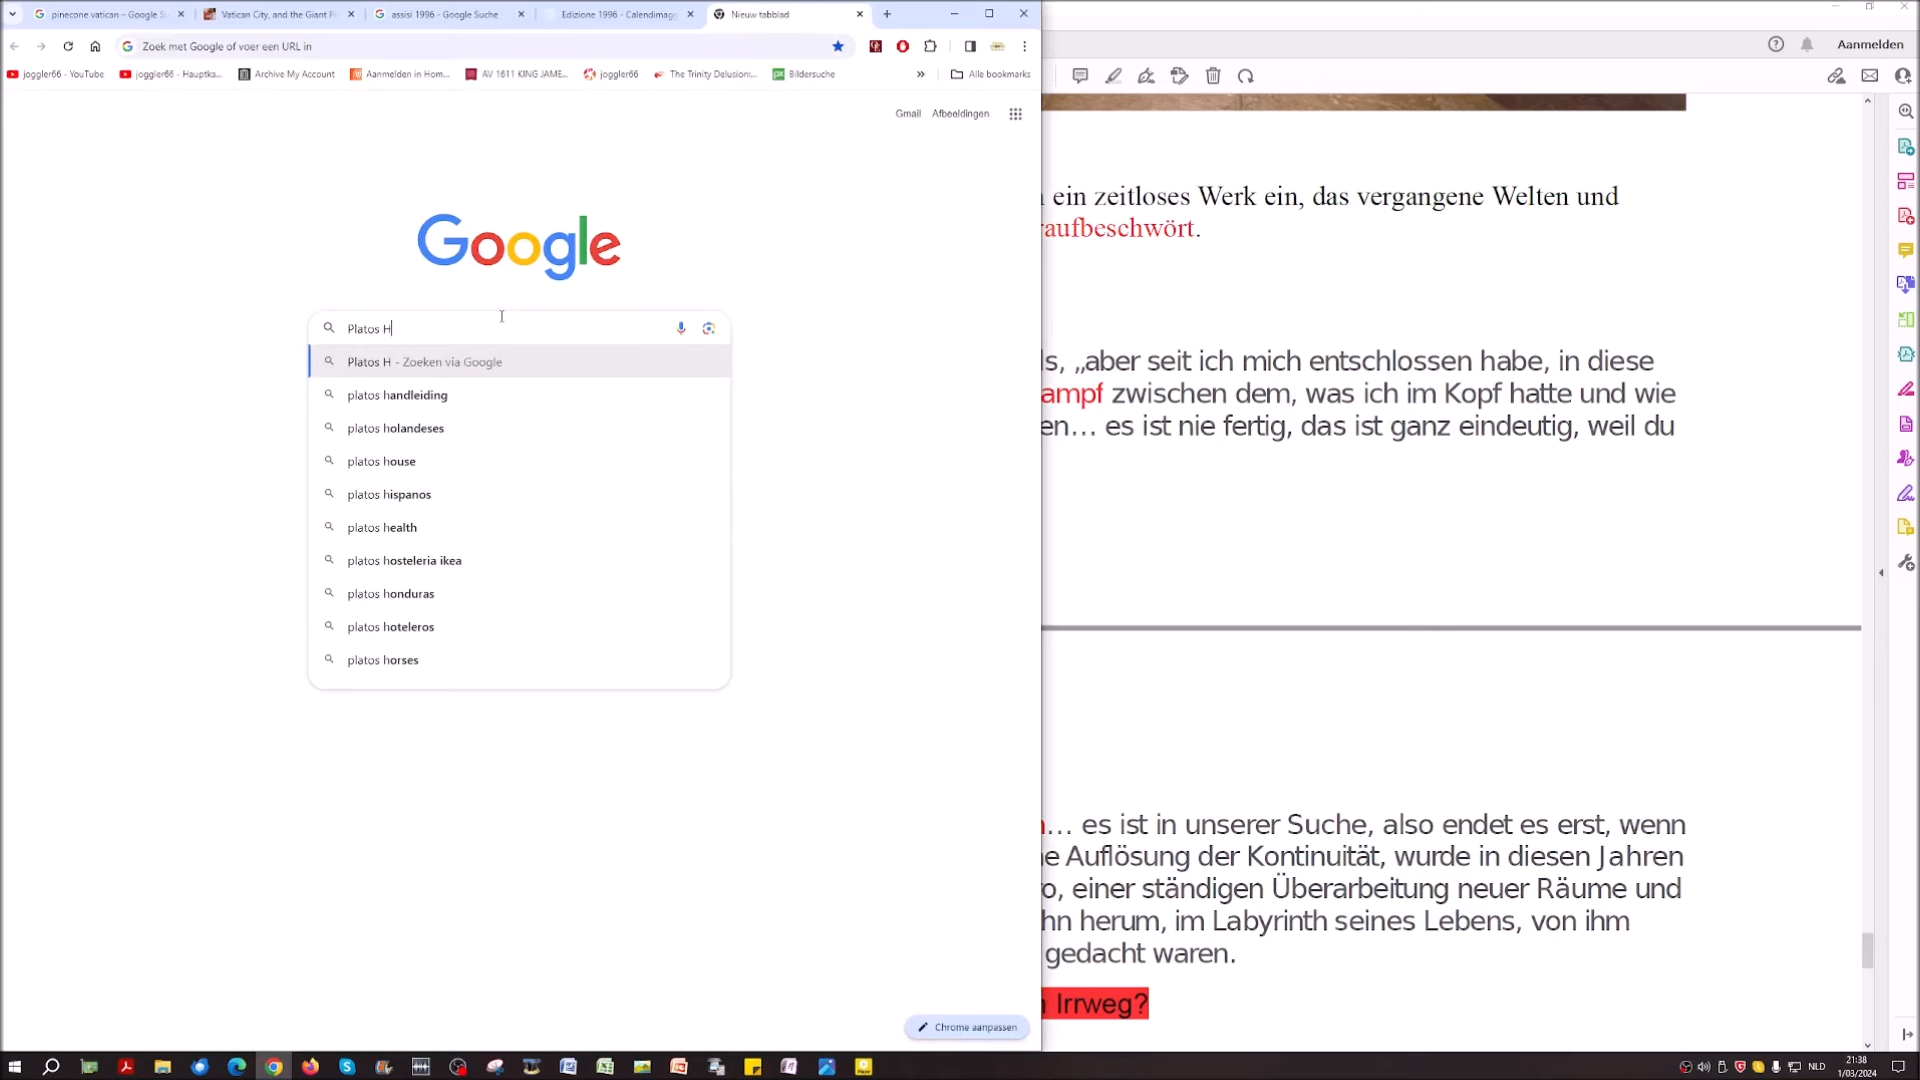 pinecone vatican – Google S
Vatican City, and the Giant P
assisi 1996 - Google Suche
Edizione 1996 - Calendimagg
Nieuw tabblad
Zoek met Google of voer een URL in
joggler66 - YouTube
joggler66 - Hauptka...
Archive My Account
Aanmelden in Hom...
AV 1611 KING JAME...
joggler66
The Trinity Delusion:...
Bildersuche
»
Alle bookmarks
Gmail Afbeeldingen
Google
Platos H
Platos H - Zoeken via Google
platos handleiding
platos holandeses
platos house
platos hispanos
platos health
platos hosteleria ikea
platos honduras
platos hoteleros
platos horses
Chrome aanpassen
Aanmelden
ein zeitloses Werk ein, das vergangene Welten und
raufbeschwört.
ls, „aber seit ich mich entschlossen habe, in diese
ampf zwischen dem, was ich im Kopf hatte und wie
en… es ist nie fertig, das ist ganz eindeutig, weil du
… es ist in unserer Suche, also endet es erst, wenn
ne Auflösung der Kontinuität, wurde in diesen Jahren
o, einer ständigen Überarbeitung neuer Räume und
hn herum, im Labyrinth seines Lebens, von ihm
gedacht waren.
n Irrweg?
NLD
21:38
1/03/2024